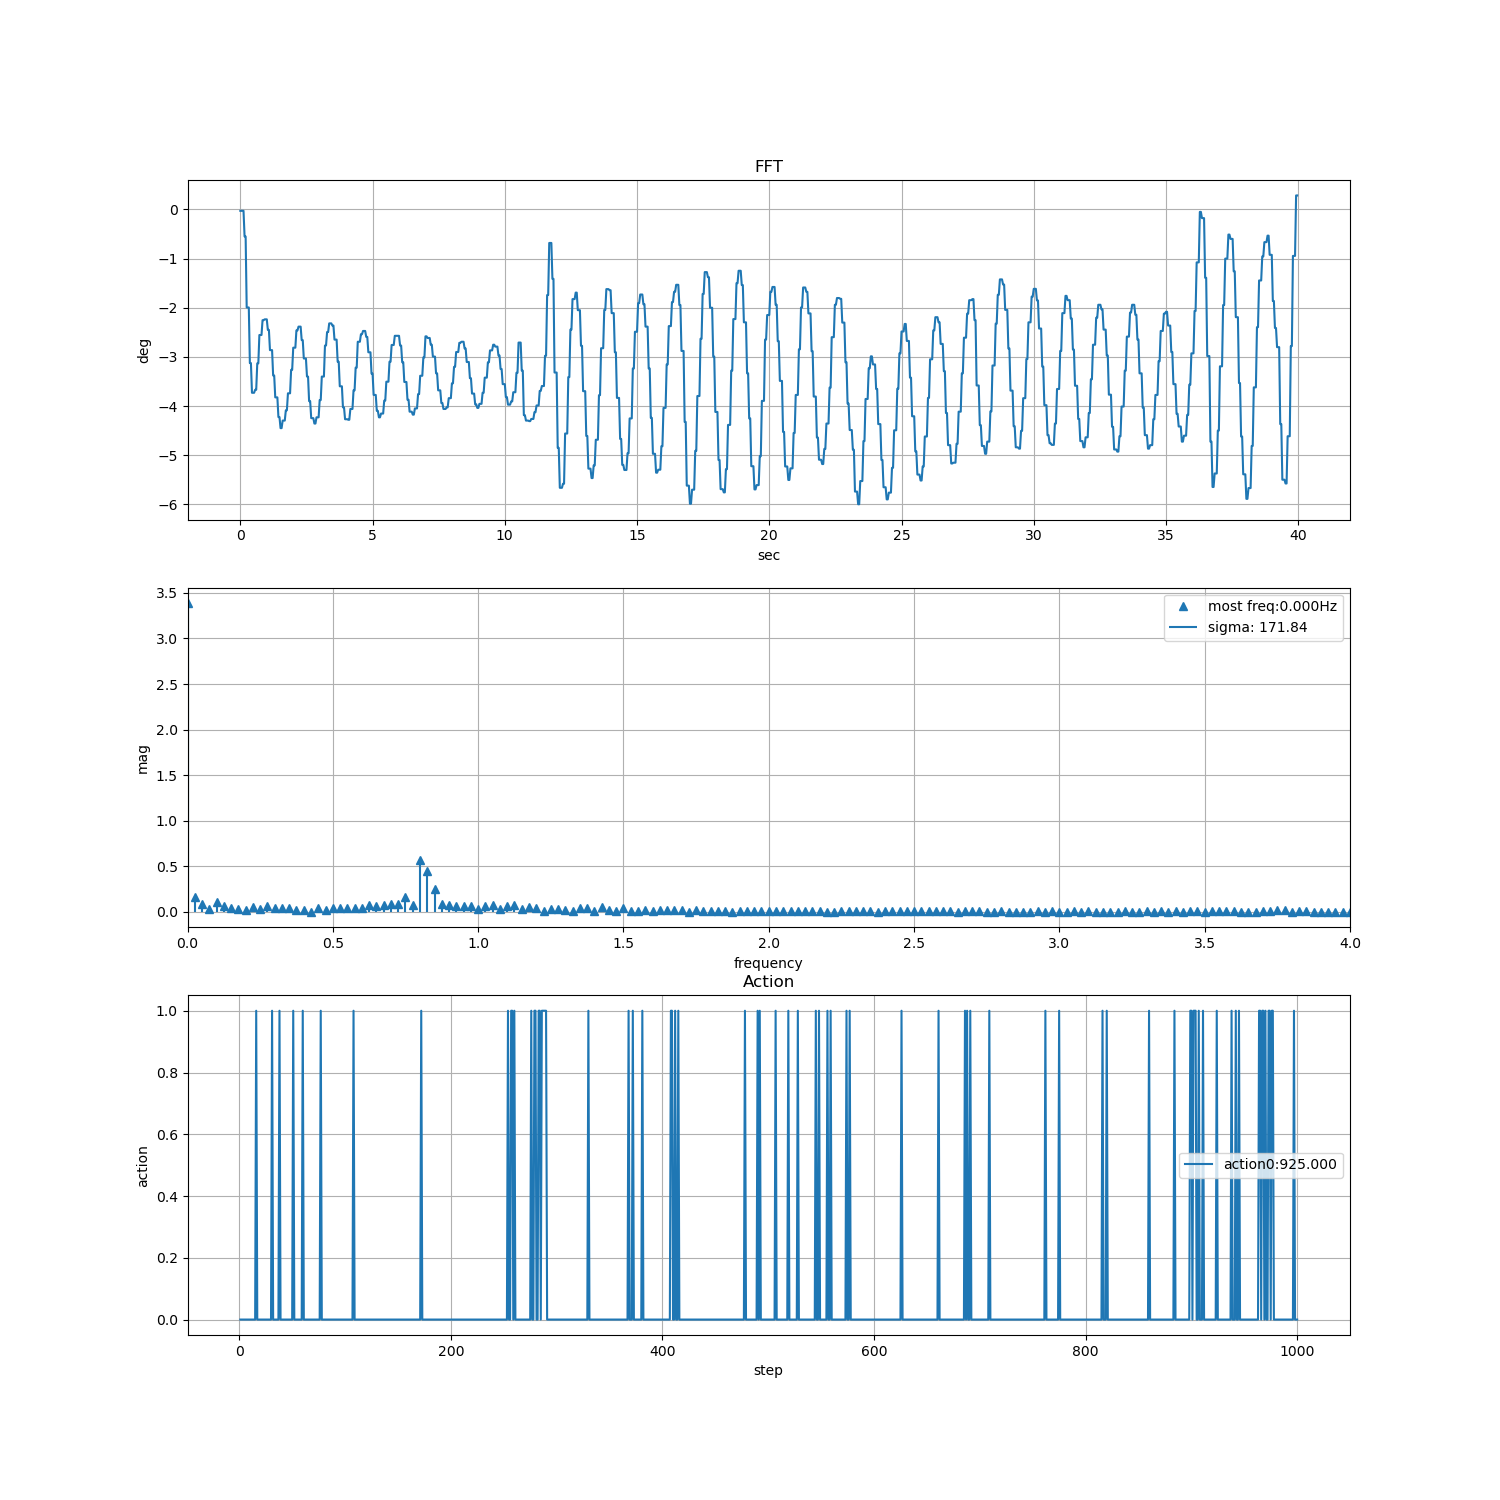 FFT
0
−1
−2
−3
−4
−5
−6
deg
0 5 10 15 20 25 30 35 40
sec
3.5
3.0
2.5
2.0
1.5
1.0
0.5
0.0
mag
most freq:0.000Hz
sigma: 171.84
0.0 0.5 1.0 1.5 2.0 2.5 3.0 3.5 4.0
frequency
Action
1.0
0.8
0.6
0.4
0.2
0.0
action
action0:925.000
0 200 400 600 800 1000
step